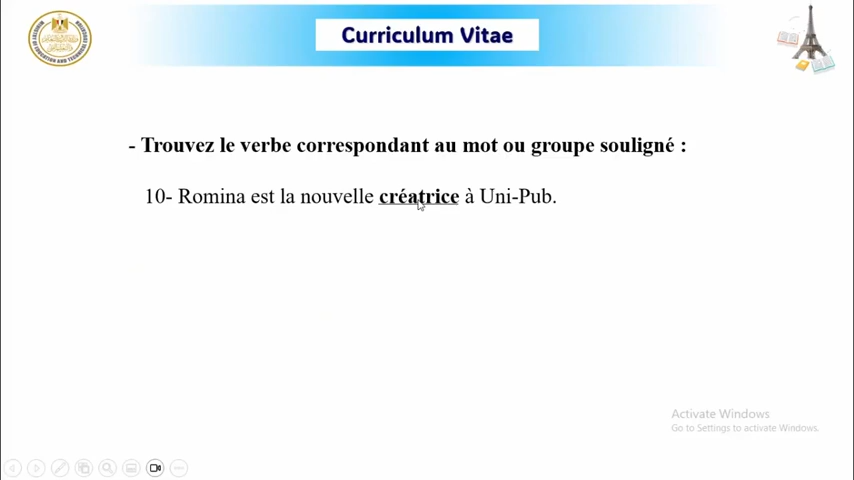 Curriculum Vitae
- Trouvez le verbe correspondant au mot ou groupe souligné :
10- Romina est la nouvelle créatrice à Uni-Pub.
Activate Windows
Go to Settings to activate Windows.